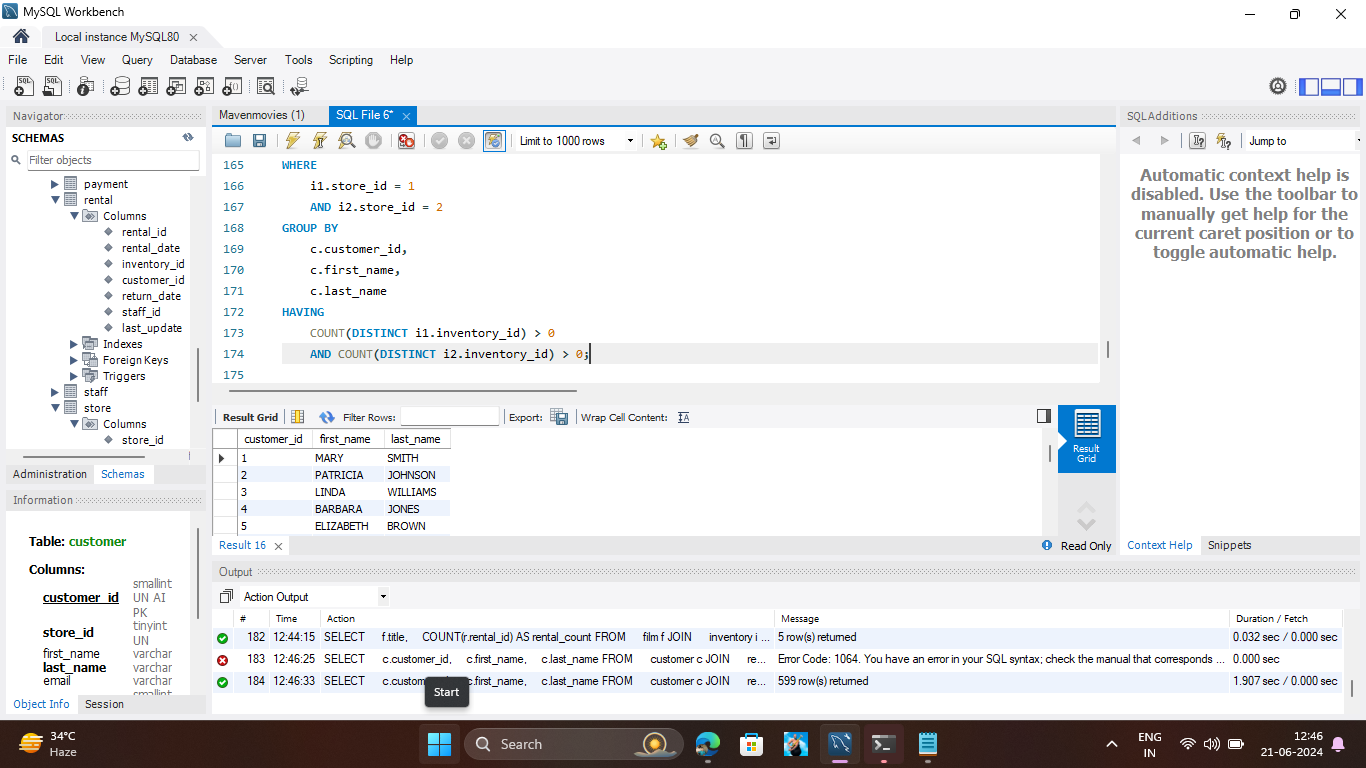 MySQL Workbench
Local instance MySQL80
File Edit View Query Database Server Tools Scripting Help
Navigator
SCHEMAS
Filter objects
payment
rental
Columns
rental_id
rental_date
inventory_id
customer_id
return_date
staff_id
last_update
Indexes
Foreign Keys
Triggers
staff
store
Columns
store_id
Administration Schemas
Information
Table: customer
Columns:
customer_id smallint UN AI PK
store_id tinyint UN
first_name varchar
last_name varchar
email varchar
smallint
Object Info Session
Mavenmovies (1) SQL File 6*
Limit to 1000 rows
165 WHERE
166 i1.store_id = 1
167 AND i2.store_id = 2
168 GROUP BY
169 c.customer_id,
170 c.first_name,
171 c.last_name
172 HAVING
173 COUNT(DISTINCT i1.inventory_id) > 0
174 AND COUNT(DISTINCT i2.inventory_id) > 0;
175
Result Grid Filter Rows: Export: Wrap Cell Content:
customer_id first_name last_name
1 MARY SMITH
2 PATRICIA JOHNSON
3 LINDA WILLIAMS
4 BARBARA JONES
5 ELIZABETH BROWN
Result Grid
Result 16
Read Only
SQLAdditions
Jump to
Automatic context help is
disabled. Use the toolbar to
manually get help for the
current caret position or to
toggle automatic help.
Context Help Snippets
Output
Action Output
# Time Action Message Duration / Fetch
182 12:44:15 SELECT f.title, COUNT(r.rental_id) AS rental_count FROM film f JOIN inventory i ... 5 row(s) returned 0.032 sec / 0.000 sec
183 12:46:25 SELECT c.customer_id, c.first_name, c.last_name FROM customer c JOIN re... Error Code: 1064. You have an error in your SQL syntax; check the manual that corresponds ... 0.000 sec
184 12:46:33 SELECT c.custom c.first_name, c.last_name FROM customer c JOIN re... 599 row(s) returned 1.907 sec / 0.000 sec
Start
34°C
Haze
Search
ENG
IN
12:46
21-06-2024